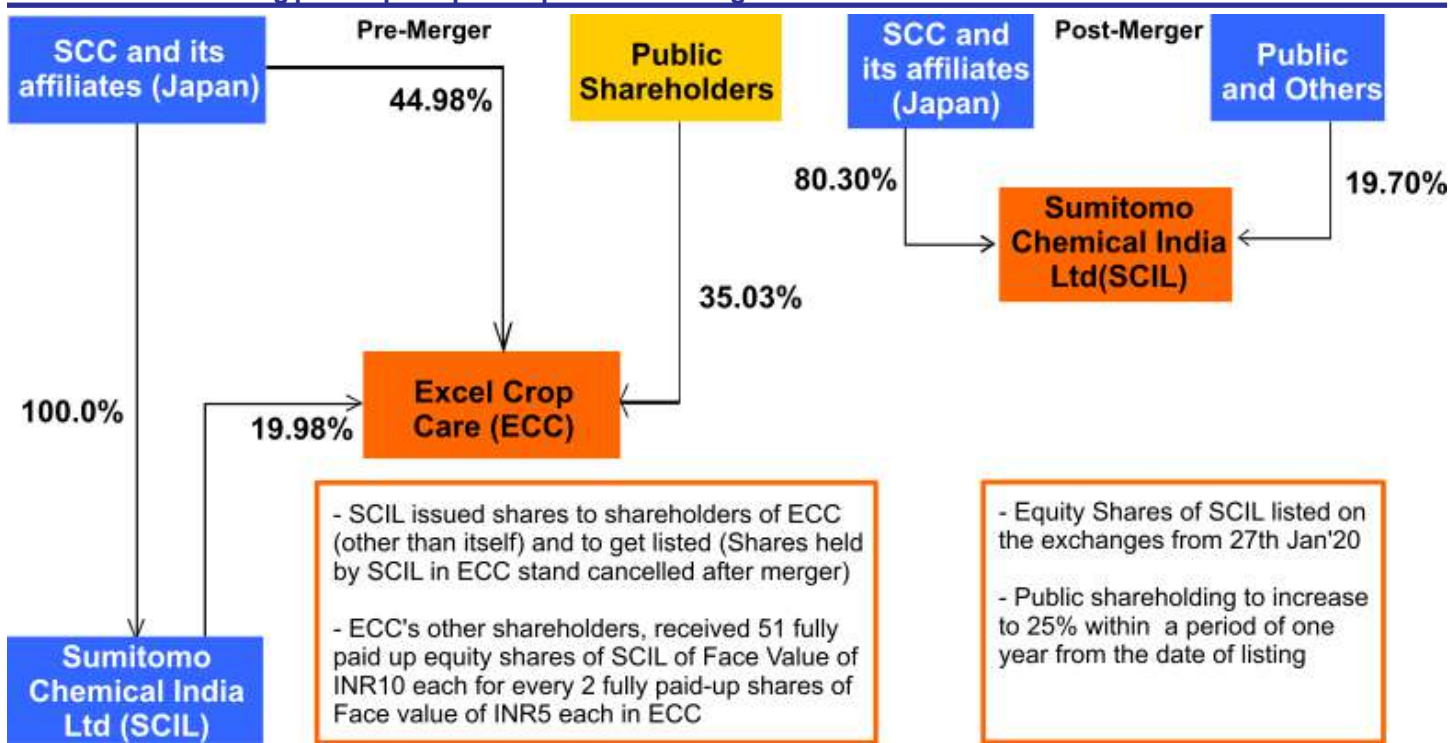 Pre-Merger
SCC and its
affiliates (Japan)
44.98%
Public
Shareholders
35.03%
100.0%
19.98%
Excel Crop
Care (ECC)
Sumitomo
Chemical India
Ltd (SCIL)
- SCIL issued shares to shareholders of ECC
(other than itself) and to get listed (Shares held
by SCIL in ECC stand cancelled after merger)
- ECC's other shareholders, received 51 fully
paid up equity shares of SCIL of Face Value of
INR10 each for every 2 fully paid-up shares of
Face value of INR5 each in ECC
Post-Merger
SCC and
its affiliates
(Japan)
Public
and Others
80.30%
19.70%
Sumitomo
Chemical India
Ltd(SCIL)
- Equity Shares of SCIL listed on
the exchanges from 27th Jan'20
- Public shareholding to increase
to 25% within a period of one
year from the date of listing